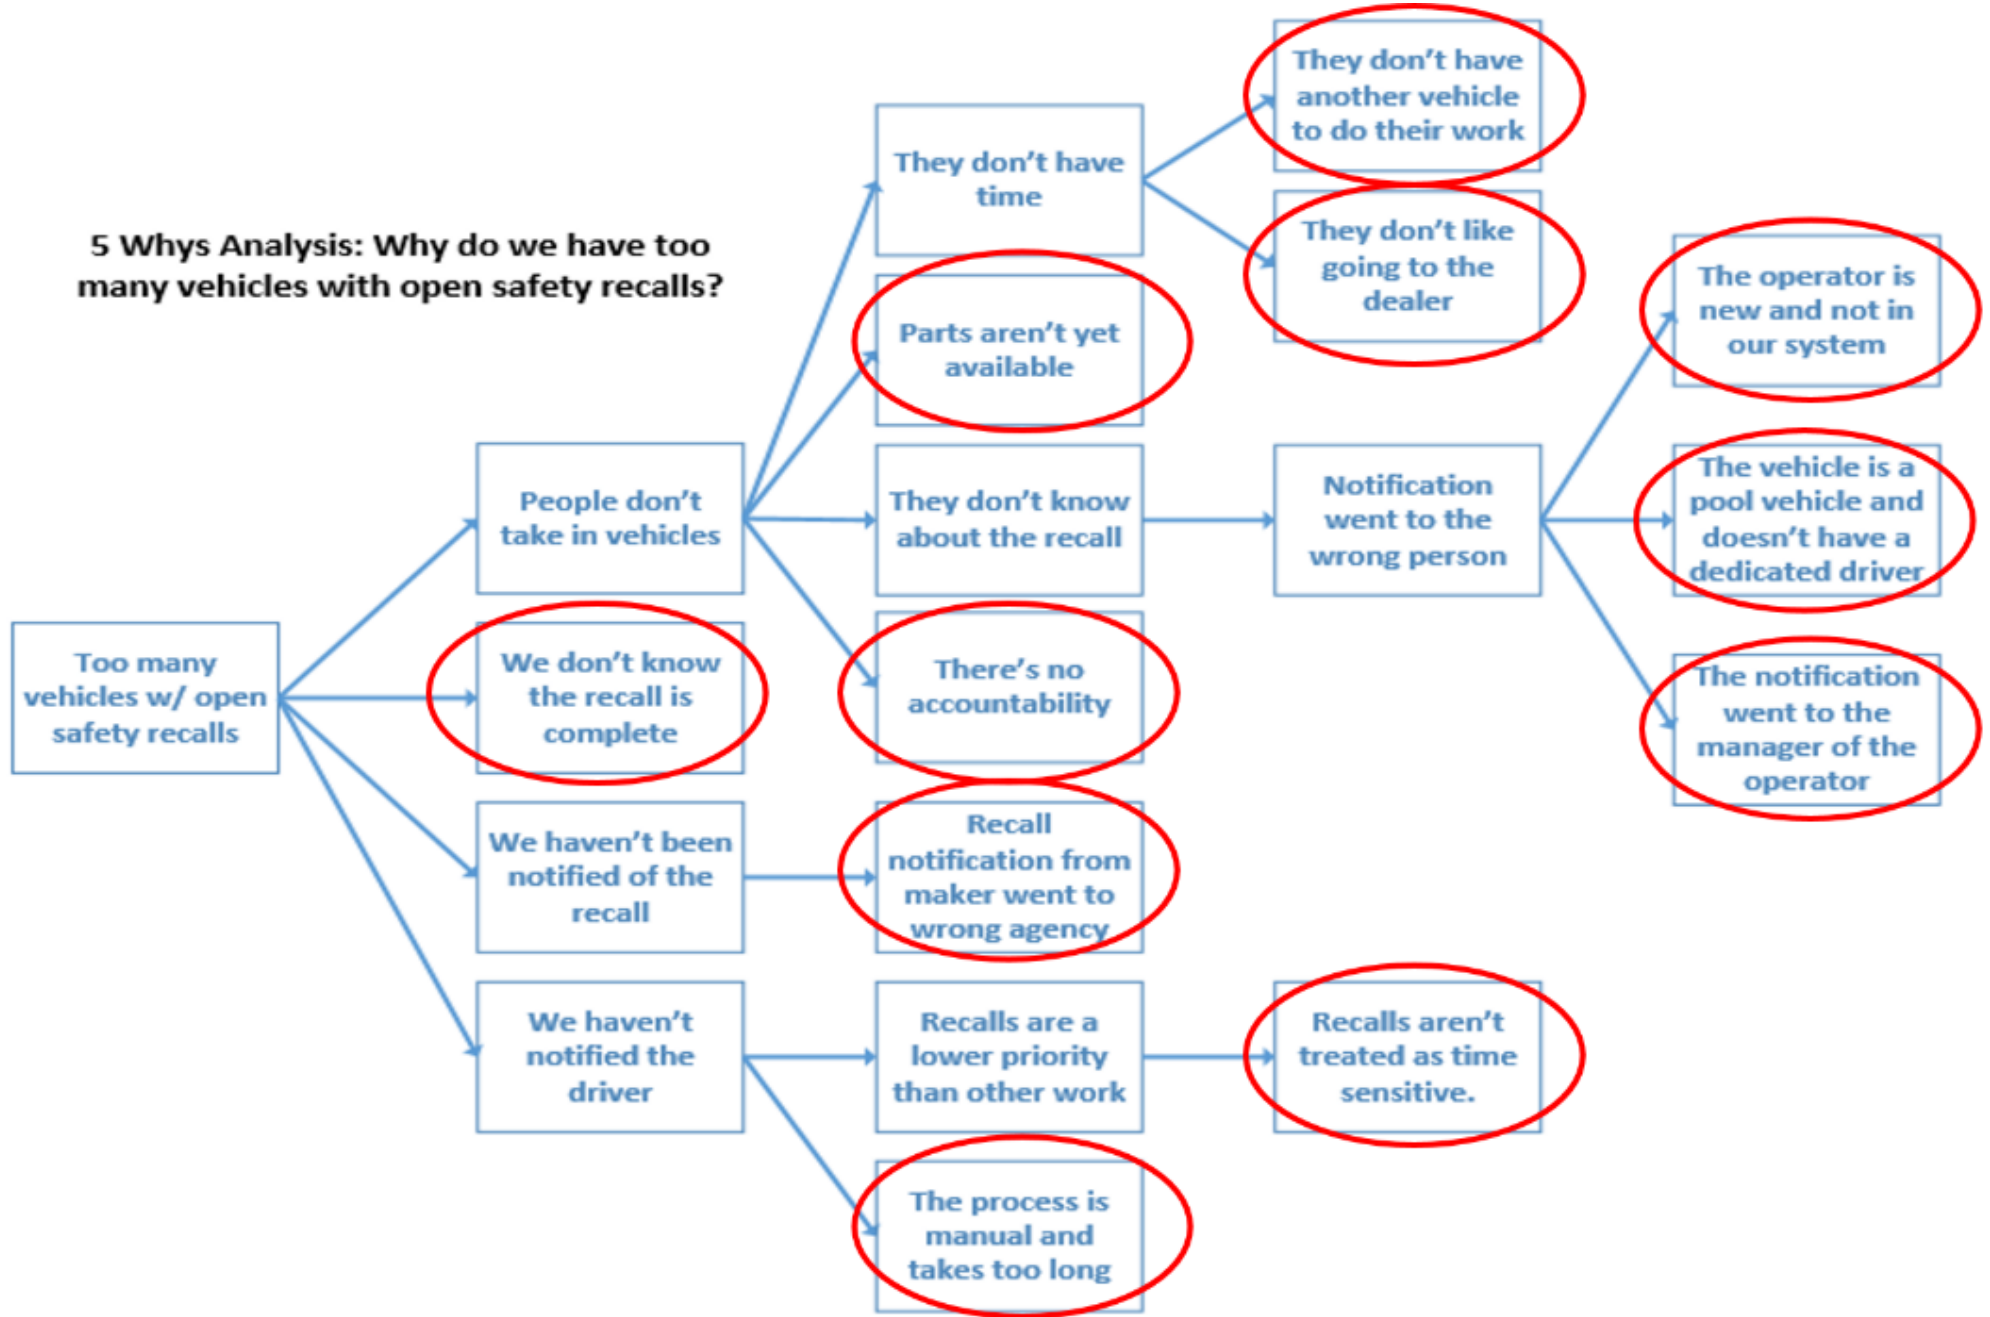 5 Whys Analysis: Why do we have too
many vehicles with open safety recalls?
Too many
vehicles w/ open
safety recalls
People don't
take in vehicles
We don't know
the recall is
complete
We haven't been
notified of the
recall
We haven't
notified the
driver
They don't have
time
Parts aren't yet
available
They don't know
about the recall
There's no
accountability
Recall
notification from
maker went to
wrong agency
Recalls are a
lower priority
than other work
The process is
manual and
takes too long
They don't have
another vehicle
to do their work
They don't like
going to the
dealer
Notification
went to the
wrong person
Recalls aren't
treated as time
sensitive.
The operator is
new and not in
our system
The vehicle is a
pool vehicle and
doesn't have a
dedicated driver
The notification
went to the
manager of the
operator